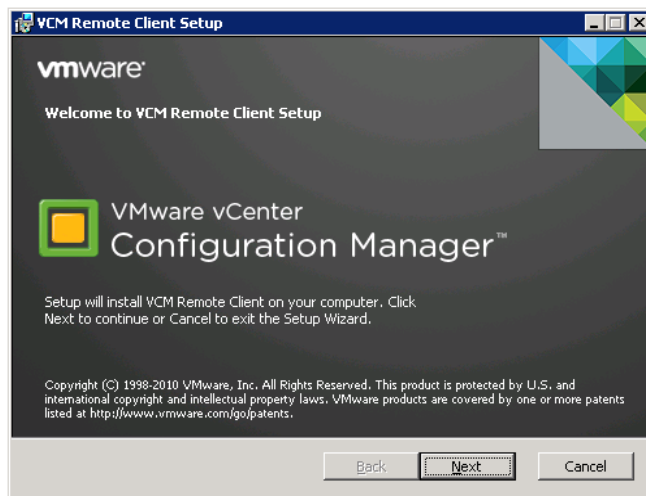 VCM Remote Client Setup
vmware®
Welcome to VCM Remote Client Setup
VMware vCenter
Configuration Manager™
Setup will install VCM Remote Client on your computer. Click
Next to continue or Cancel to exit the Setup Wizard.
Copyright (C) 1998-2010 VMware, Inc. All Rights Reserved. This product is protected by U.S. and
international copyright and intellectual property laws. VMware products are covered by one or more patents
listed at http://www.vmware.com/go/patents.
Back Next Cancel